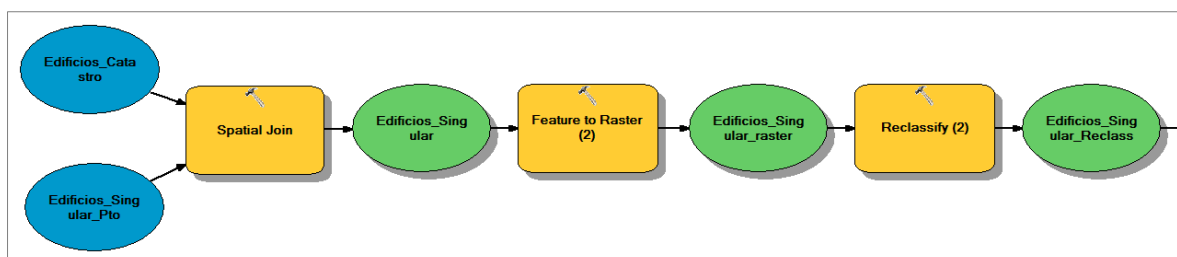 Edificios_Cata
stro
Edificios_Sing
ular_Pto
Spatial Join
Edificios_Sing
ular
Feature to Raster
(2)
Edificios_Sing
ular_raster
Reclassify (2)
Edificios_Sing
ular_Reclass